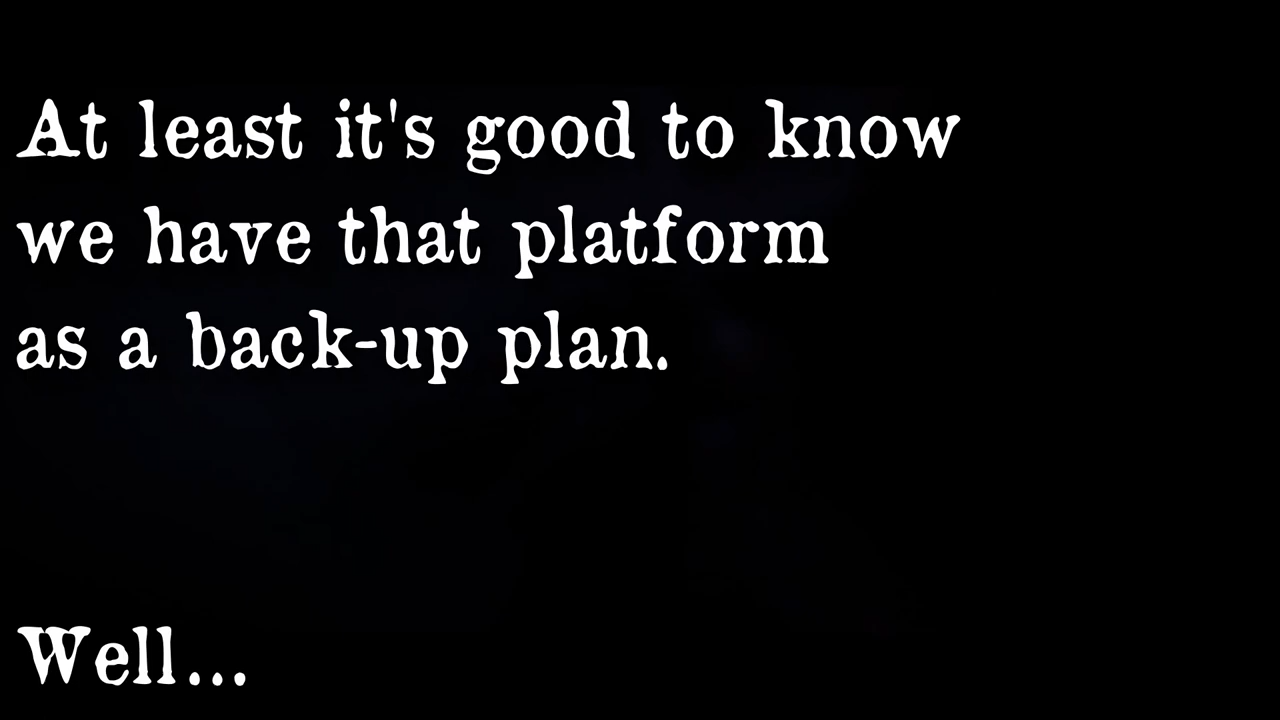 At least it's good to know
we have that platform
as a back-up plan.
Well...